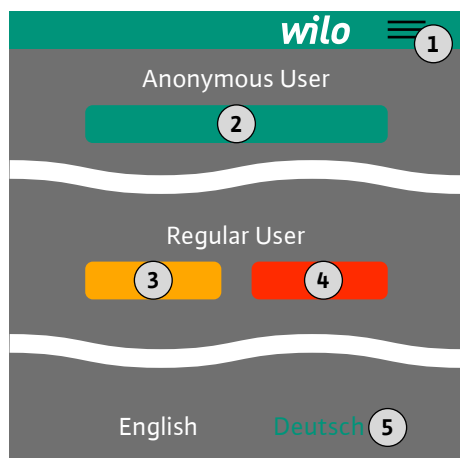 wilo
1
Anonymous User
2
Regular User
3 4
English Deutsch 5